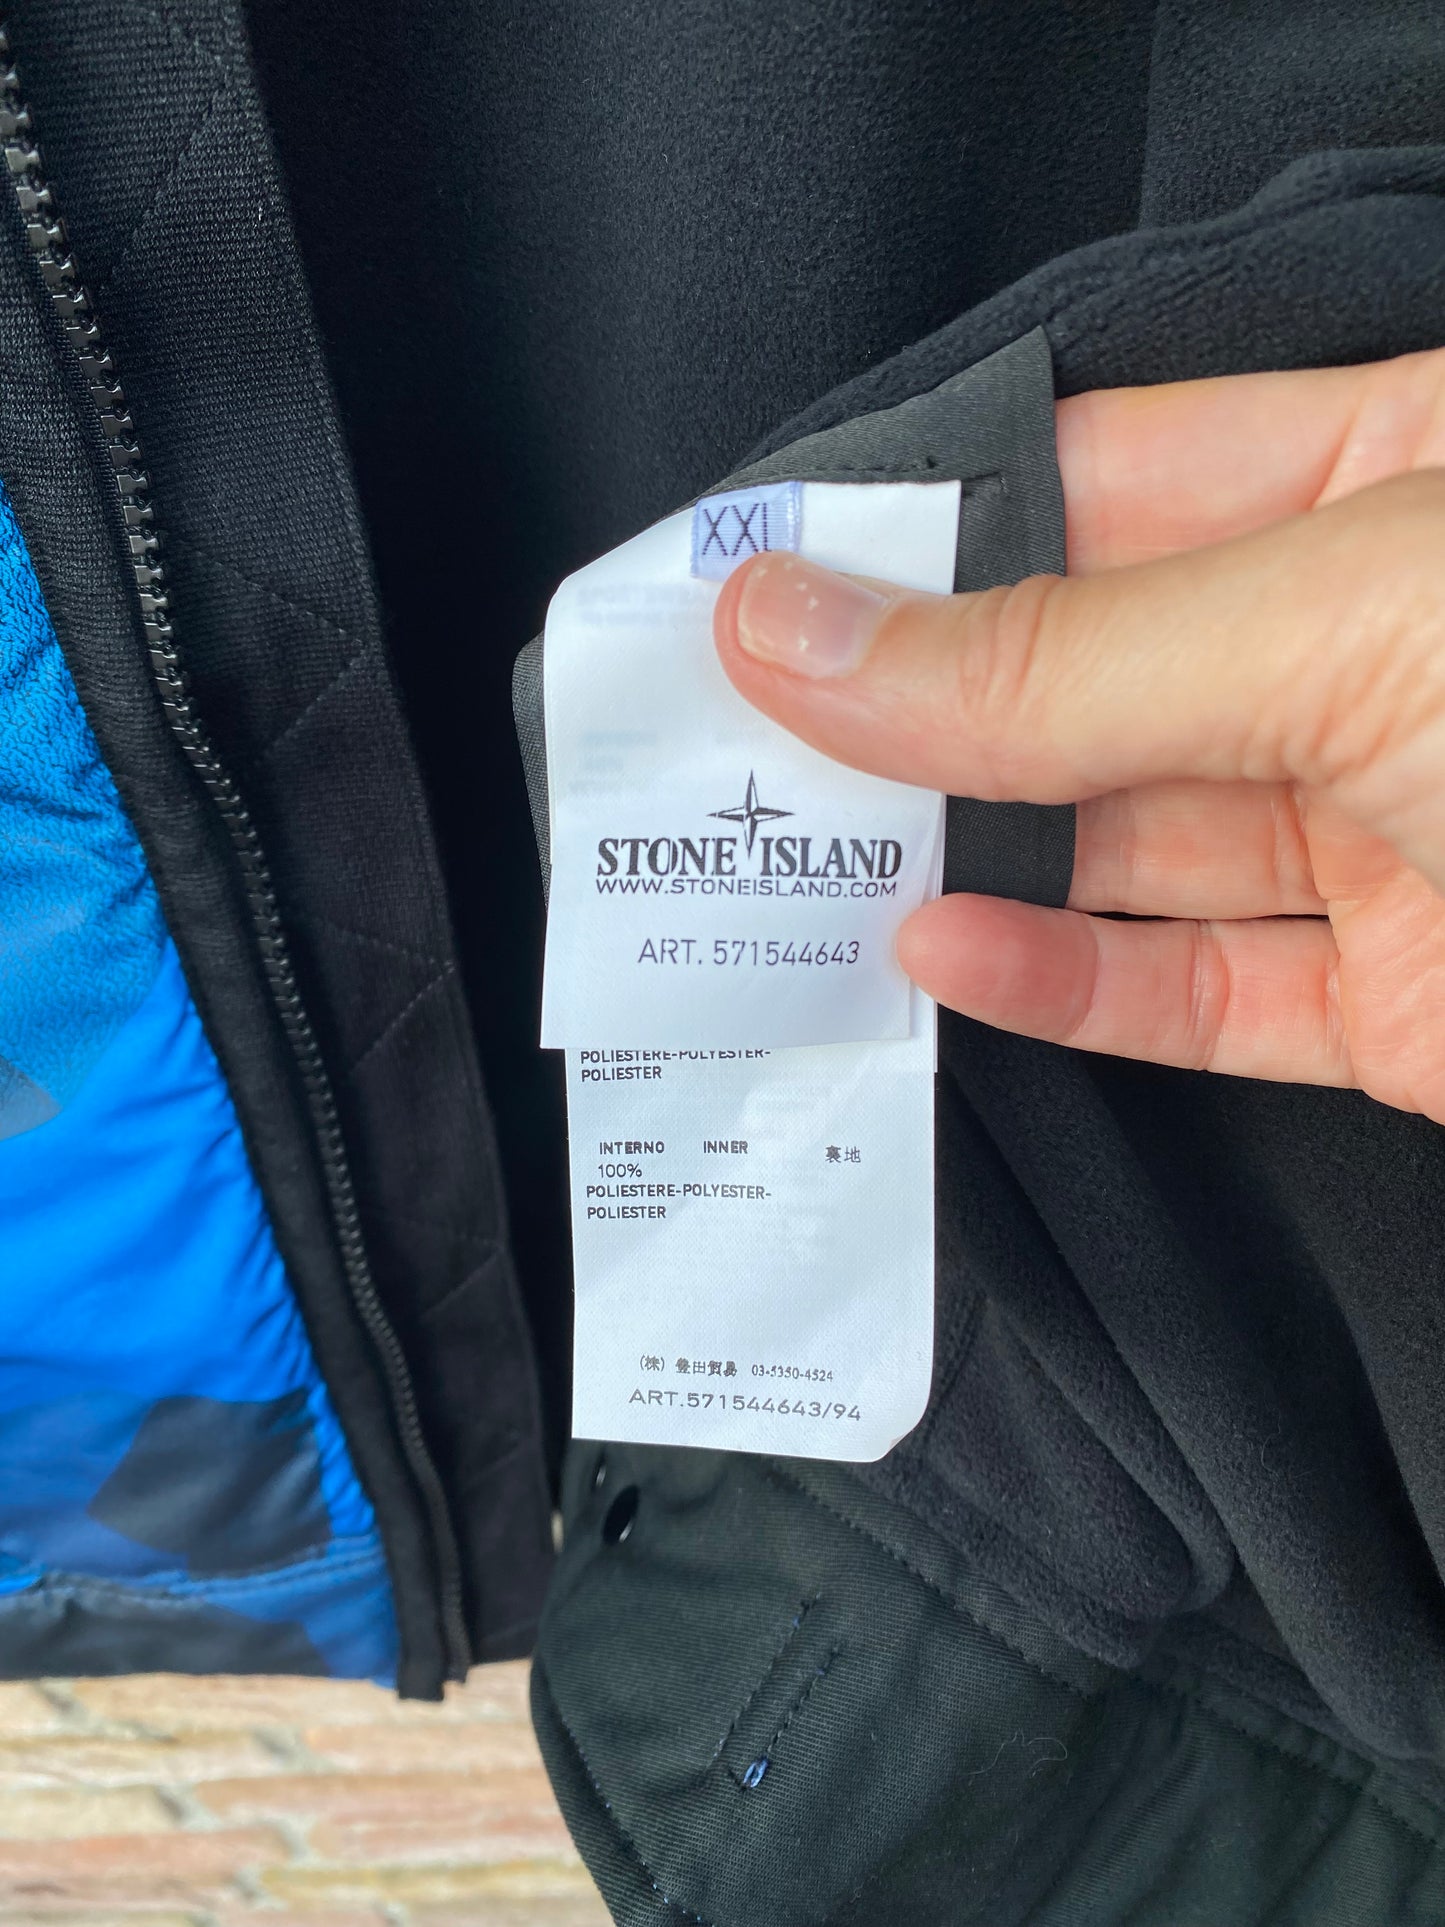 XXL
STONE ISLAND
WWW.STONEISLAND.COM
ART. 571544643
POLIESTERE-POLYESTER-
POLIESTER
INTERNO INNER 裏地
100%
POLIESTERE-POLYESTER-
POLIESTER
(株) 豊田貿易 03-5350-4524
ART.571544643/94